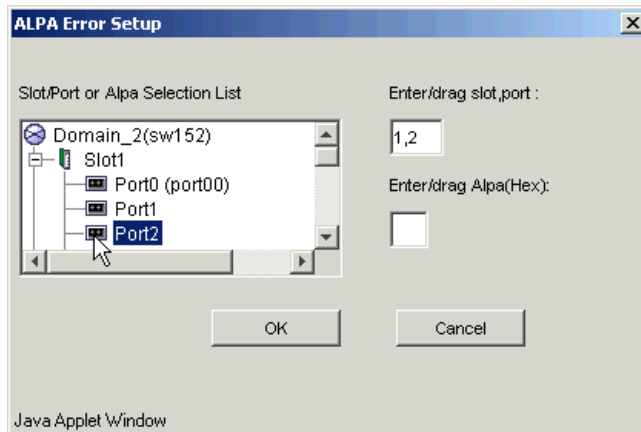 ALPA Error Setup
Slot/Port or Alpa Selection List
Domain_2(sw152)
Slot1
Port0 (port00)
Port1
Port2
Enter/drag slot,port :
1,2
Enter/drag Alpa(Hex):
OK
Cancel
Java Applet Window